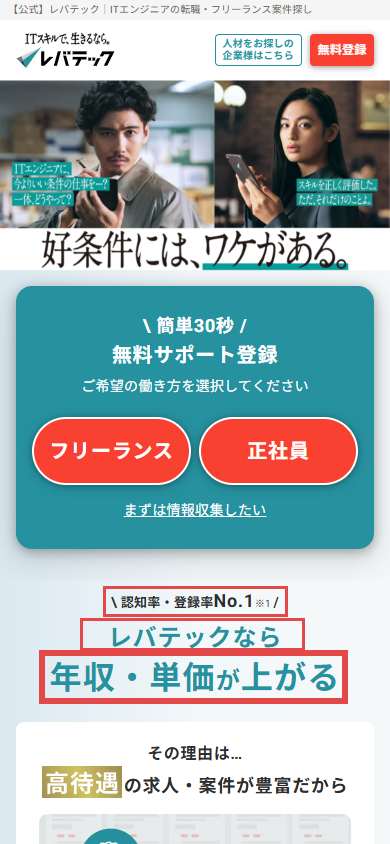 【公式】レバテック｜ITエンジニアの転職・フリーランス案件探し
ITスキルで、生きるなら。
レバテック
人材をお探しの
企業様はこちら
無料登録
ITエンジニアに、
今よりいい条件の仕事を…?
一体、どうやって?
スキルを正しく評価した。
ただ、それだけのことよ。
好条件には、ワケがある。
\ 簡単30秒 /
無料サポート登録
ご希望の働き方を選択してください
フリーランス
正社員
まずは情報収集したい
\ 認知率・登録率No.1※1 /
レバテックなら
年収・単価が上がる
その理由は…
高待遇の求人・案件が豊富だから